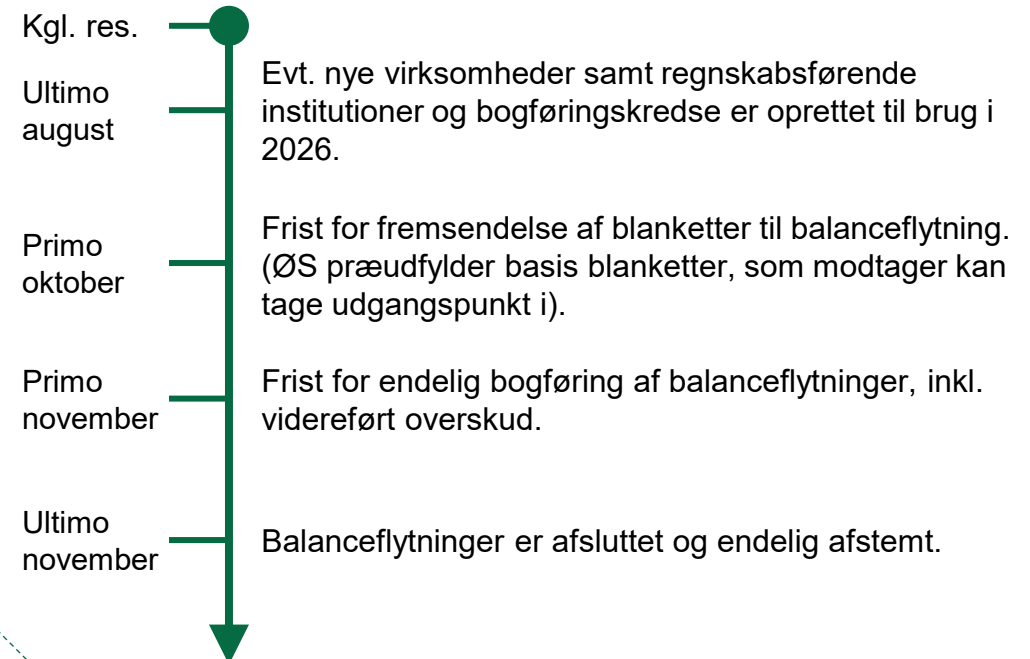 Kgl. res.
Ultimo
august
Evt. nye virksomheder samt regnskabsførende
institutioner og bogføringskredse er oprettet til brug i
2026.
Primo
oktober
Frist for fremsendelse af blanketter til balanceflytning.
(ØS præudfylder basis blanketter, som modtager kan
tage udgangspunkt i).
Primo
november
Frist for endelig bogføring af balanceflytninger, inkl.
videreført overskud.
Ultimo
november
Balanceflytninger er afsluttet og endelig afstemt.